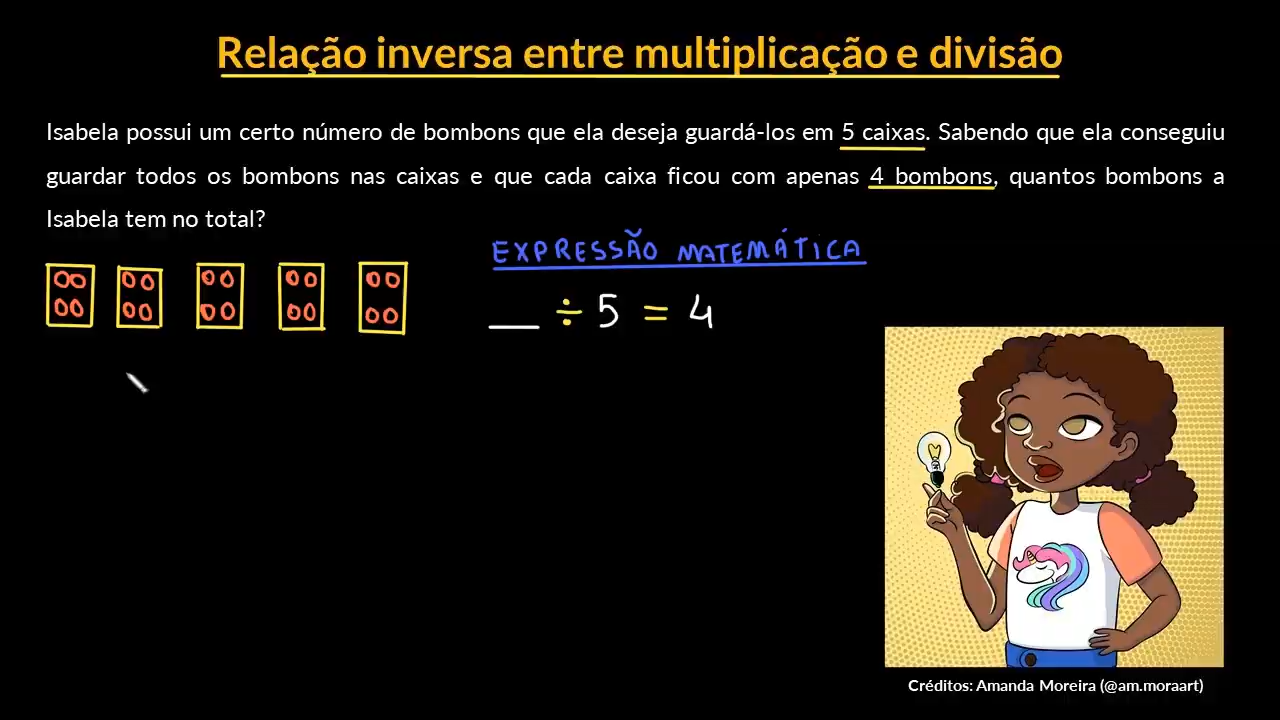 Relação inversa entre multiplicação e divisão
Isabela possui um certo número de bombons que ela deseja guardá-los em 5 caixas. Sabendo que ela conseguiu
guardar todos os bombons nas caixas e que cada caixa ficou com apenas 4 bombons, quantos bombons a
Isabela tem no total?
EXPRESSÃO MATEMÁTICA
__ ÷ 5 = 4
Créditos: Amanda Moreira (@am.moraart)